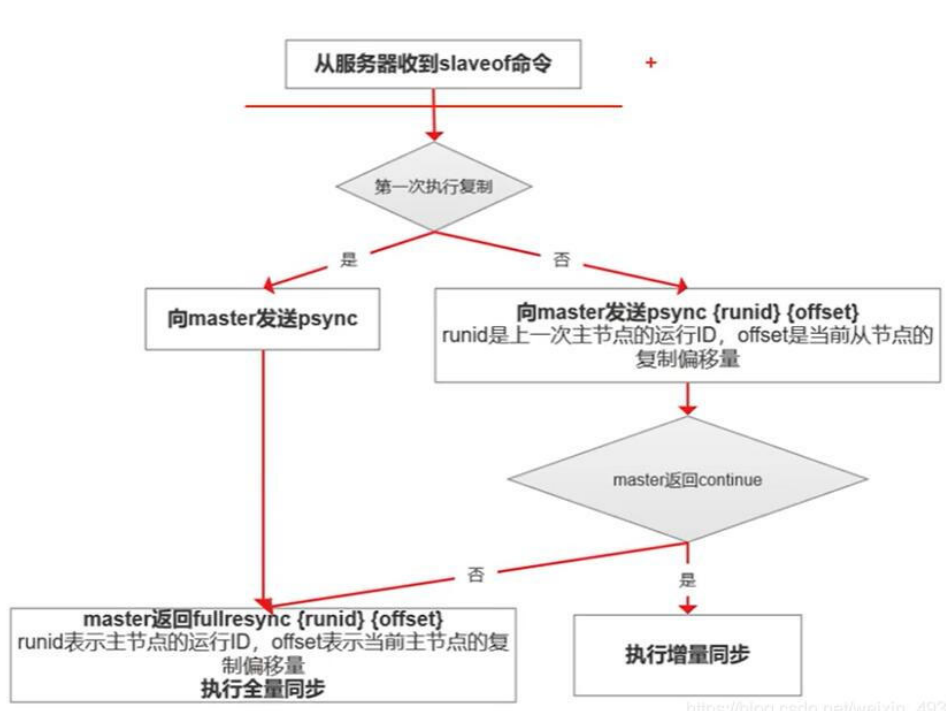 从服务器收到slaveof命令
第一次执行复制
是
否
向master发送psync
向master发送psync {runid} {offset}
runid是上一次主节点的运行ID，offset是当前从节点的
复制偏移量
master返回continue
否
是
master返回fullresync {runid} {offset}
runid表示主节点的运行ID，offset表示当前主节点的复
制偏移量
执行全量同步
执行增量同步
https://blog.csdn.net/weixin_493